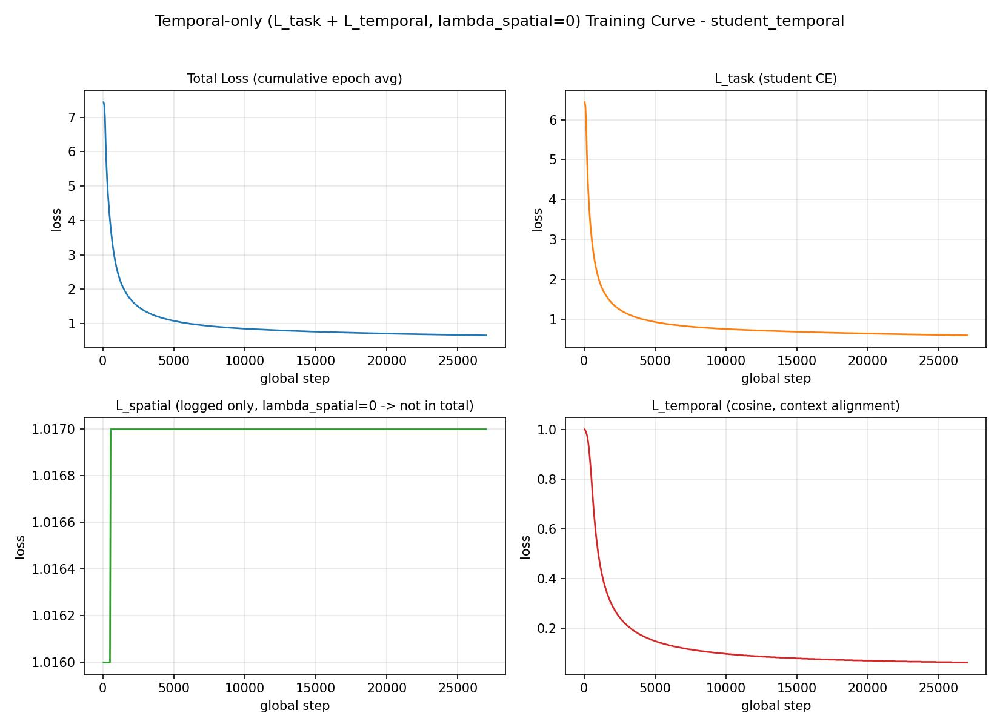 Temporal-only (L_task + L_temporal, lambda_spatial=0) Training Curve - student_temporal
Total Loss (cumulative epoch avg)
loss
7
6
5
4
3
2
1
0 5000 10000 15000 20000 25000
global step
L_task (student CE)
loss
6
5
4
3
2
1
0 5000 10000 15000 20000 25000
global step
L_spatial (logged only, lambda_spatial=0 -> not in total)
loss
1.0170
1.0168
1.0166
1.0164
1.0162
1.0160
0 5000 10000 15000 20000 25000
global step
L_temporal (cosine, context alignment)
loss
1.0
0.8
0.6
0.4
0.2
0 5000 10000 15000 20000 25000
global step